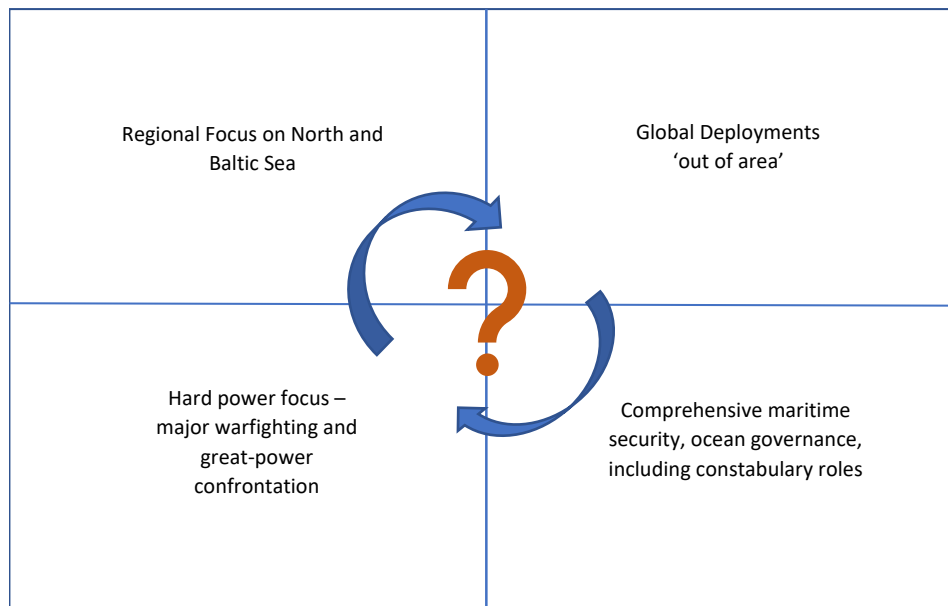 Regional Focus on North and
Baltic Sea
Global Deployments
‘out of area’
?
Hard power focus –
major warfighting and
great-power
confrontation
Comprehensive maritime
security, ocean governance,
including constabulary roles